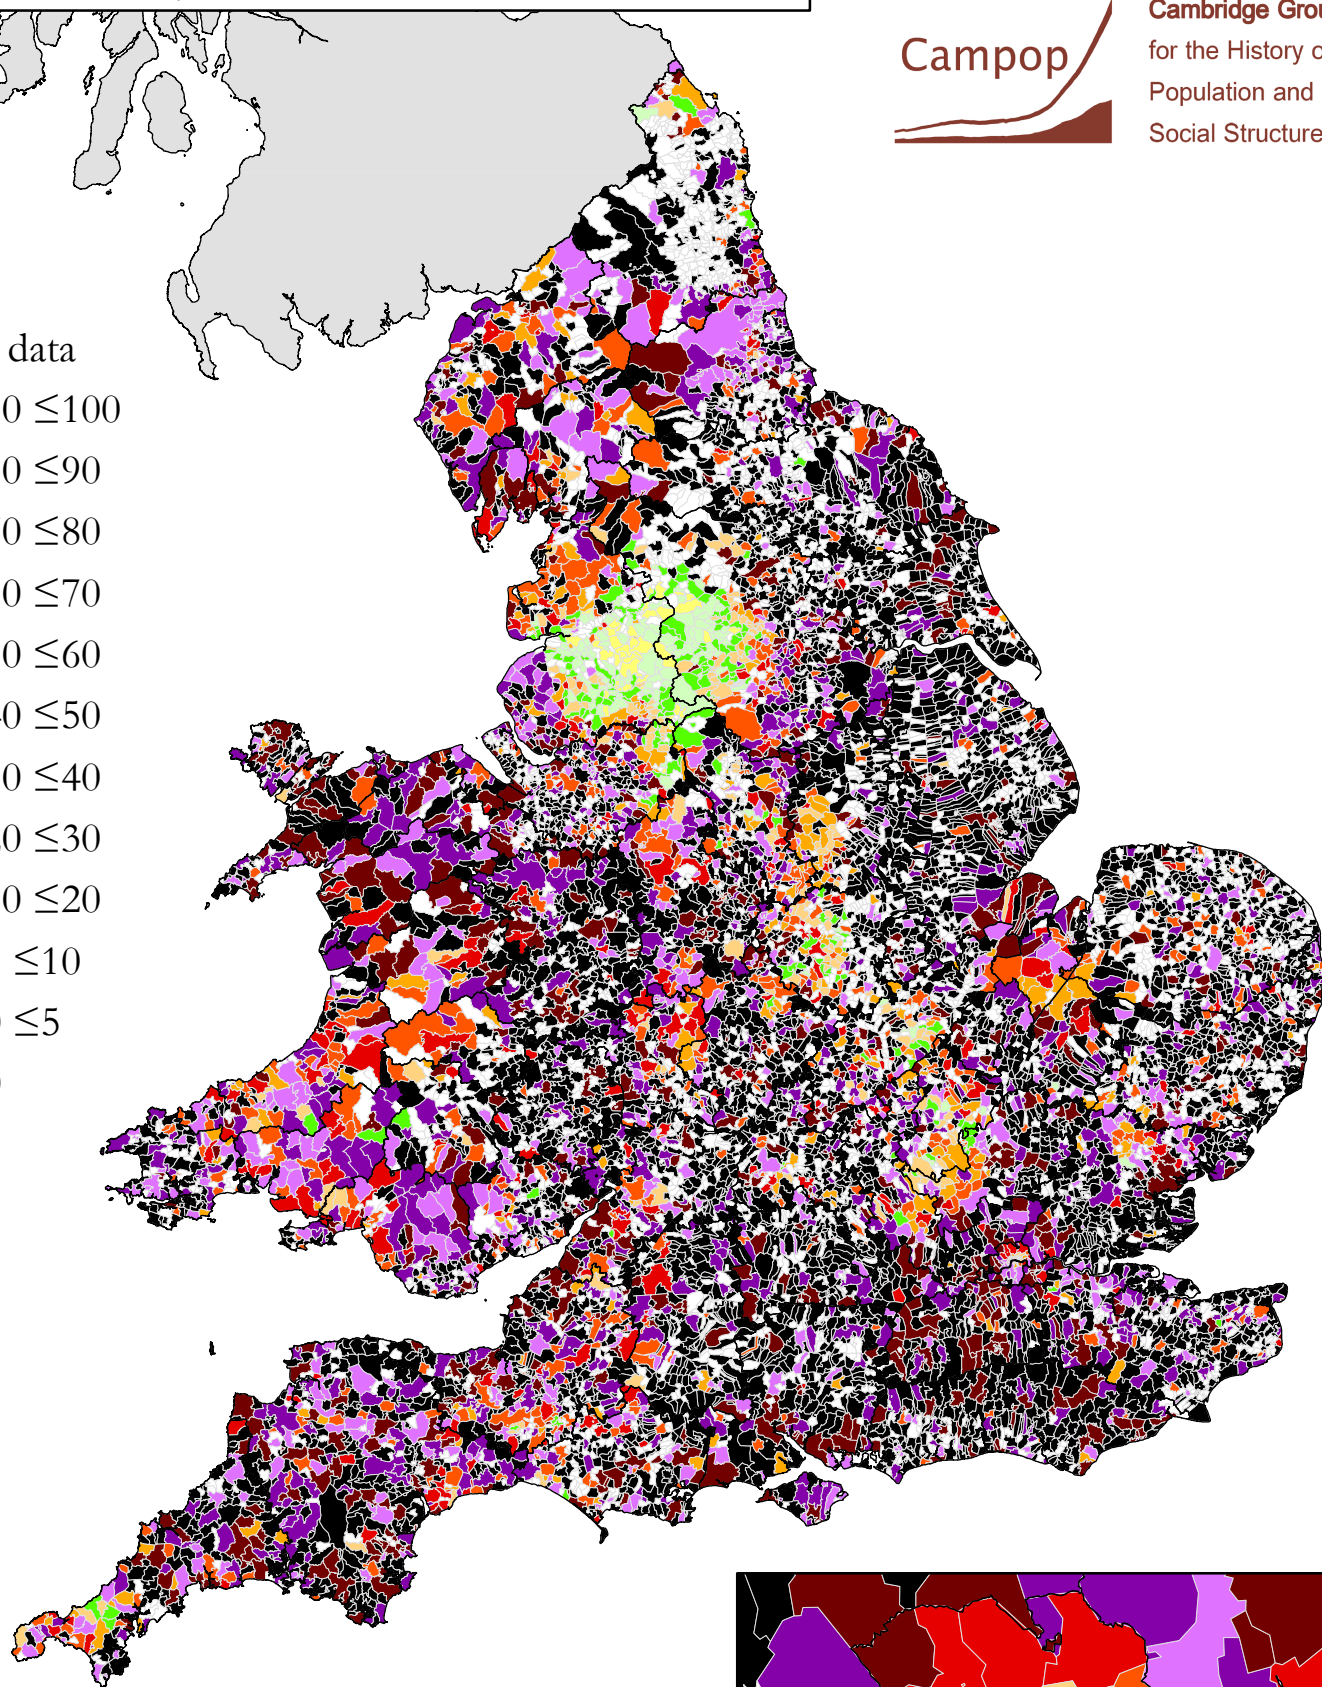 Campop
Cambridge Grou
for the History o
Population and
Social Structure
data
0 ≤100
0 ≤90
0 ≤80
0 ≤70
0 ≤60
0 ≤50
0 ≤40
0 ≤30
0 ≤20
≤10
≤5